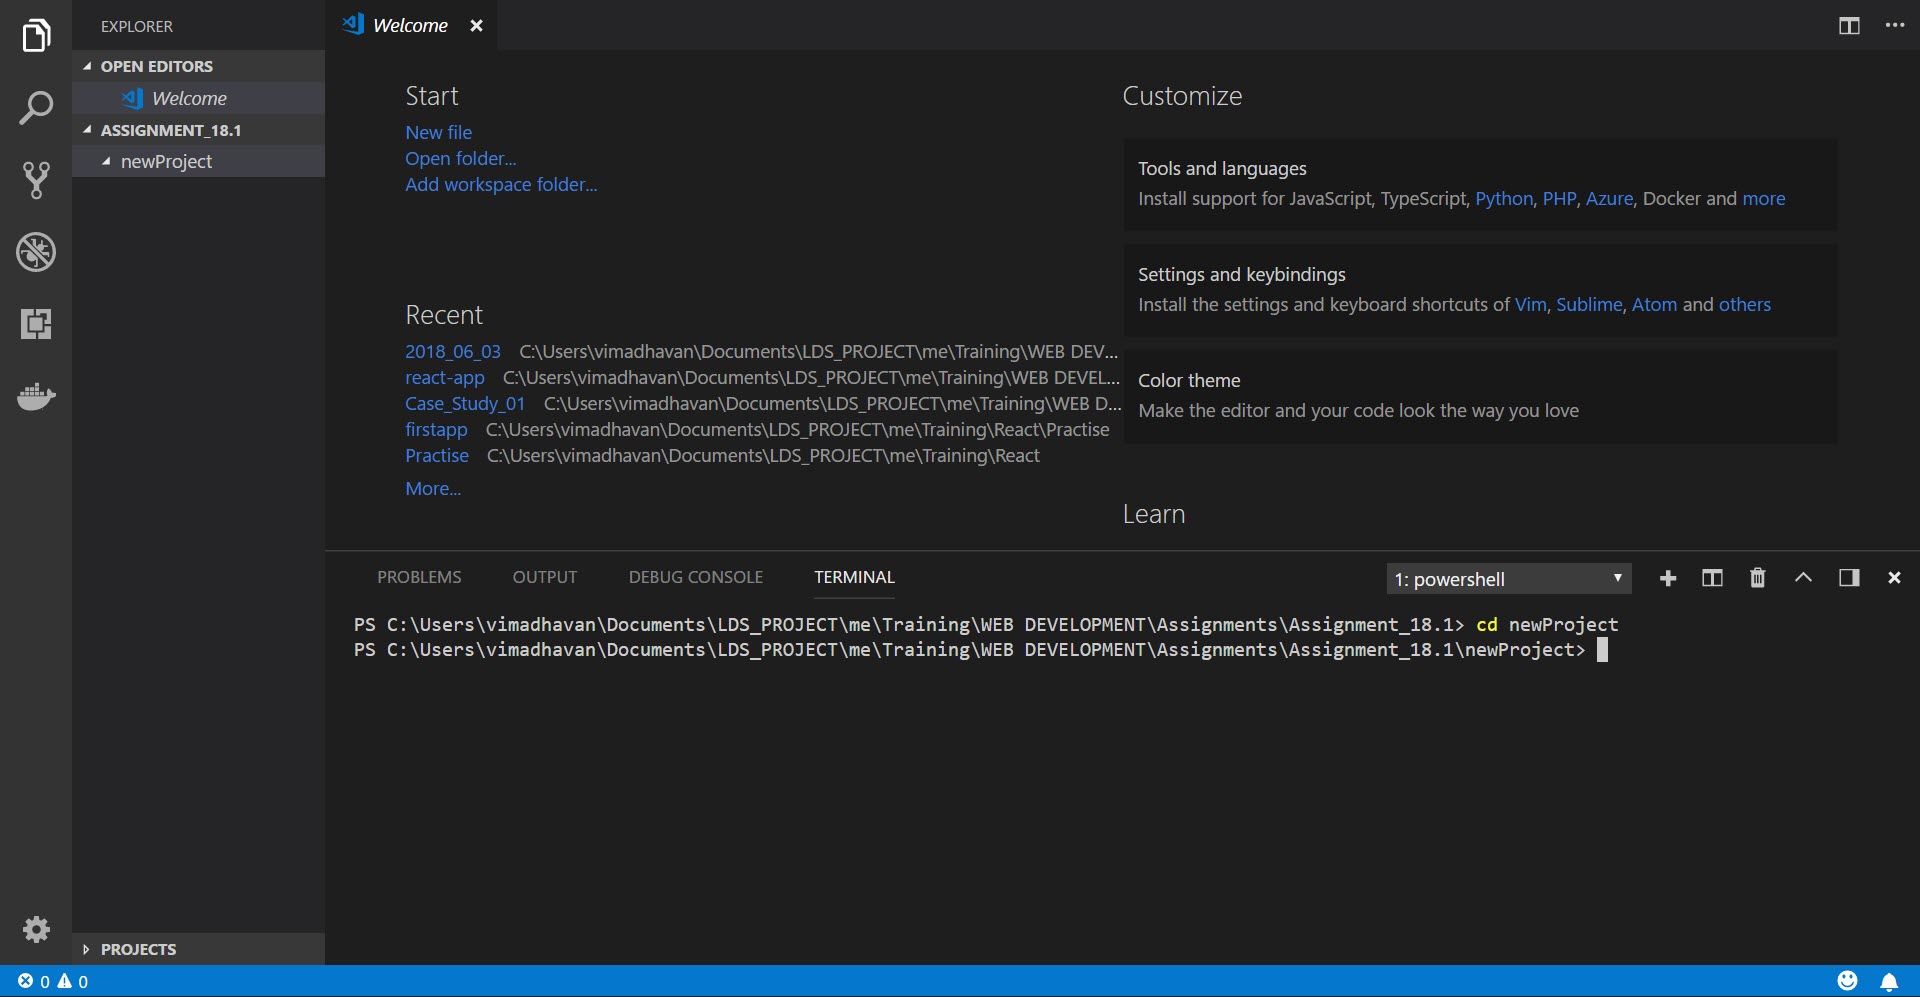 EXPLORER
OPEN EDITORS
Welcome
ASSIGNMENT_18.1
newProject
PROJECTS
Welcome
Start
New file
Open folder...
Add workspace folder...
Recent
2018_06_03 C:\Users\vimadhavan\Documents\LDS_PROJECT\me\Training\WEB DEV...
react-app C:\Users\vimadhavan\Documents\LDS_PROJECT\me\Training\WEB DEVEL...
Case_Study_01 C:\Users\vimadhavan\Documents\LDS_PROJECT\me\Training\WEB D...
firstapp C:\Users\vimadhavan\Documents\LDS_PROJECT\me\Training\React\Practise
Practise C:\Users\vimadhavan\Documents\LDS_PROJECT\me\Training\React
More...
Customize
Tools and languages
Install support for JavaScript, TypeScript, Python, PHP, Azure, Docker and more
Settings and keybindings
Install the settings and keyboard shortcuts of Vim, Sublime, Atom and others
Color theme
Make the editor and your code look the way you love
Learn
PROBLEMS OUTPUT DEBUG CONSOLE TERMINAL 1: powershell
PS C:\Users\vimadhavan\Documents\LDS_PROJECT\me\Training\WEB DEVELOPMENT\Assignments\Assignment_18.1> cd newProject
PS C:\Users\vimadhavan\Documents\LDS_PROJECT\me\Training\WEB DEVELOPMENT\Assignments\Assignment_18.1\newProject>
0 0